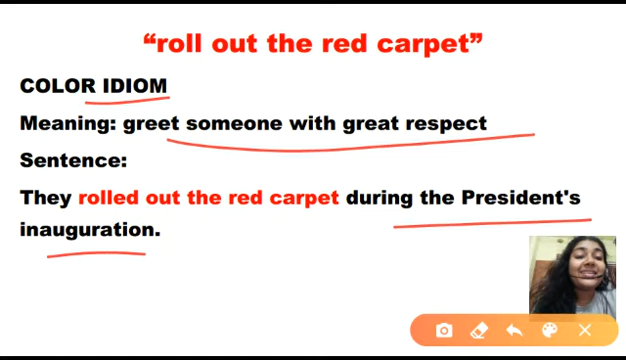 “roll out the red carpet”
COLOR IDIOM
Meaning: greet someone with great respect
Sentence:
They rolled out the red carpet during the President's
inauguration.